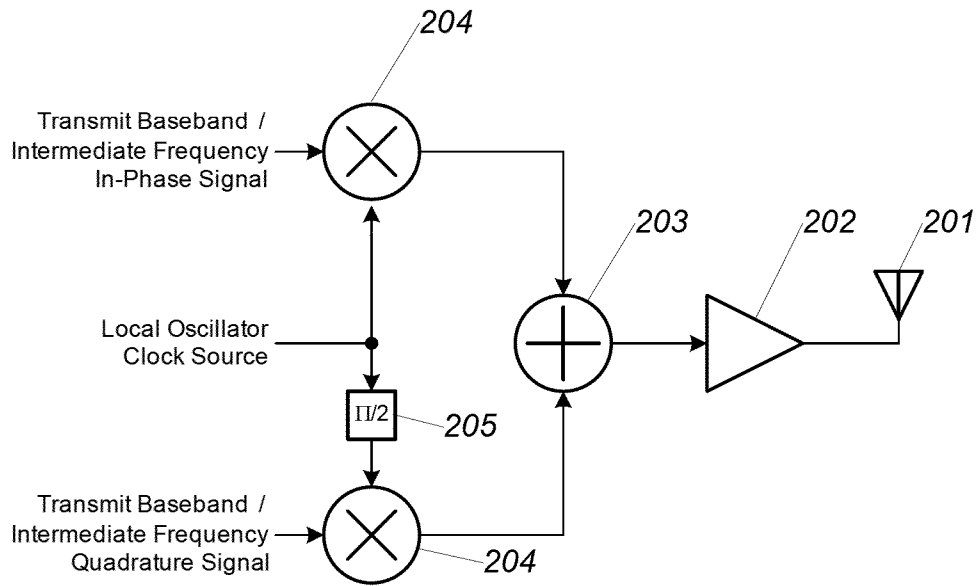 204
Transmit Baseband /
Intermediate Frequency
In-Phase Signal
203
202
201
Local Oscillator
Clock Source
Π/2
205
Transmit Baseband /
Intermediate Frequency
Quadrature Signal
204